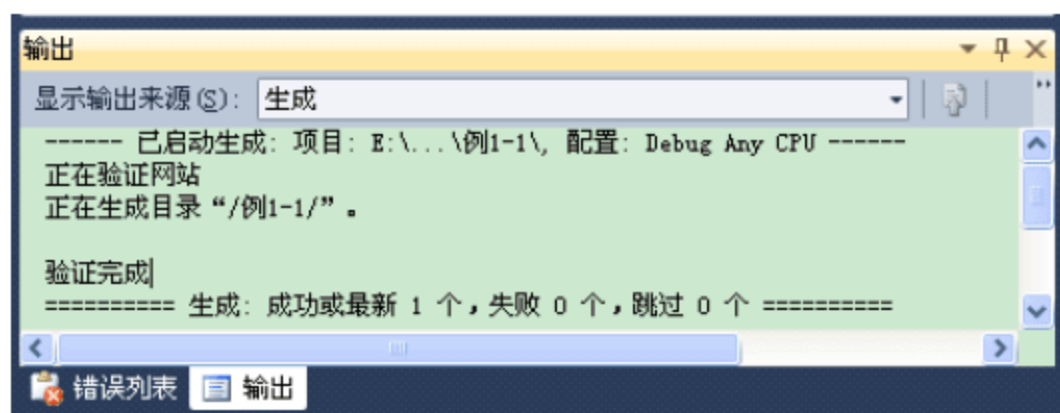 输出
显示输出来源(S): 生成
------ 已启动生成: 项目: E:\...\例1-1\, 配置: Debug Any CPU ------
正在验证网站
正在生成目录“/例1-1/”。
验证完成
========== 生成: 成功或最新 1 个，失败 0 个，跳过 0 个 ==========
错误列表 输出